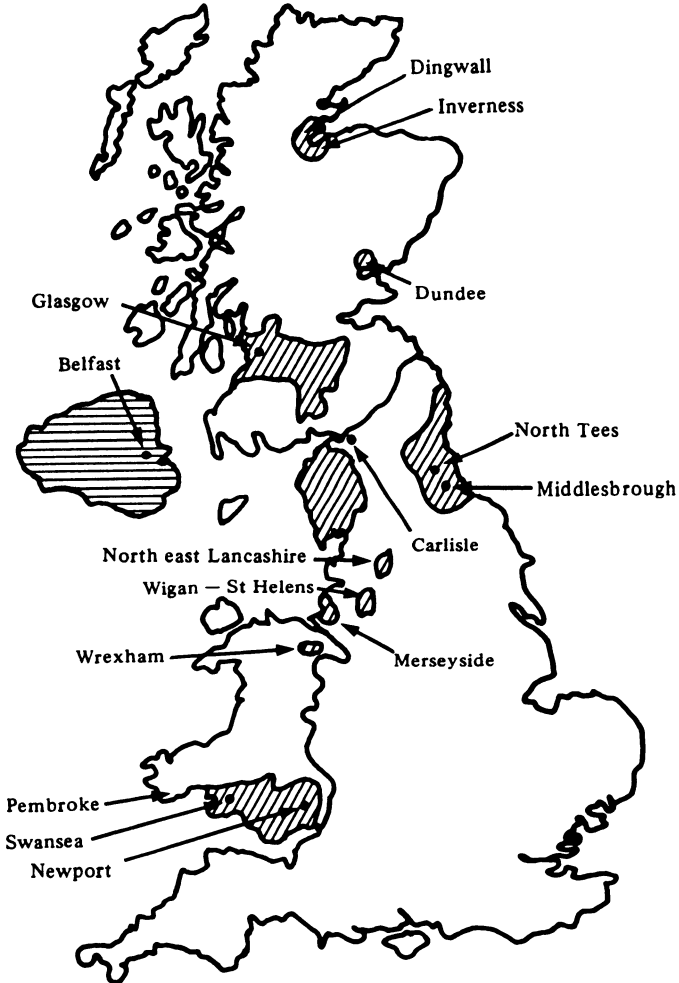 Dingwall
Inverness
Dundee
Glasgow
Belfast
North Tees
Middlesbrough
Carlisle
North east Lancashire
Wigan — St Helens
Wrexham
Merseyside
Pembroke
Swansea
Newport